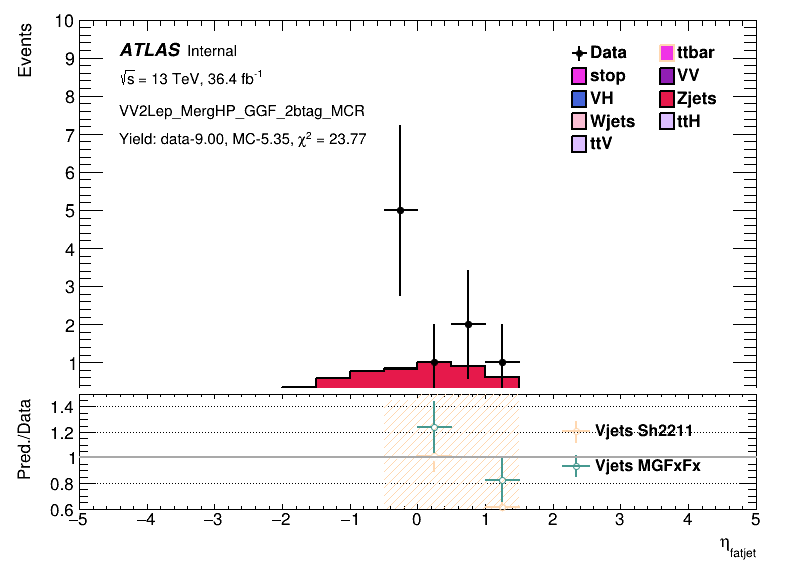 Events
10
9
8
7
6
5
4
3
2
1
ATLAS Internal
√s = 13 TeV, 36.4 fb⁻¹
VV2Lep_MergHP_GGF_2btag_MCR
Yield: data-9.00, MC-5.35, χ² = 23.77
Data ttbar
stop VV
VH Zjets
Wjets ttH
ttV
Pred./Data
1.4
1.2
1
0.8
0.6
Vjets Sh2211
Vjets MGFxFx
−5 −4 −3 −2 −1 0 1 2 3 4 5
η_fatjet